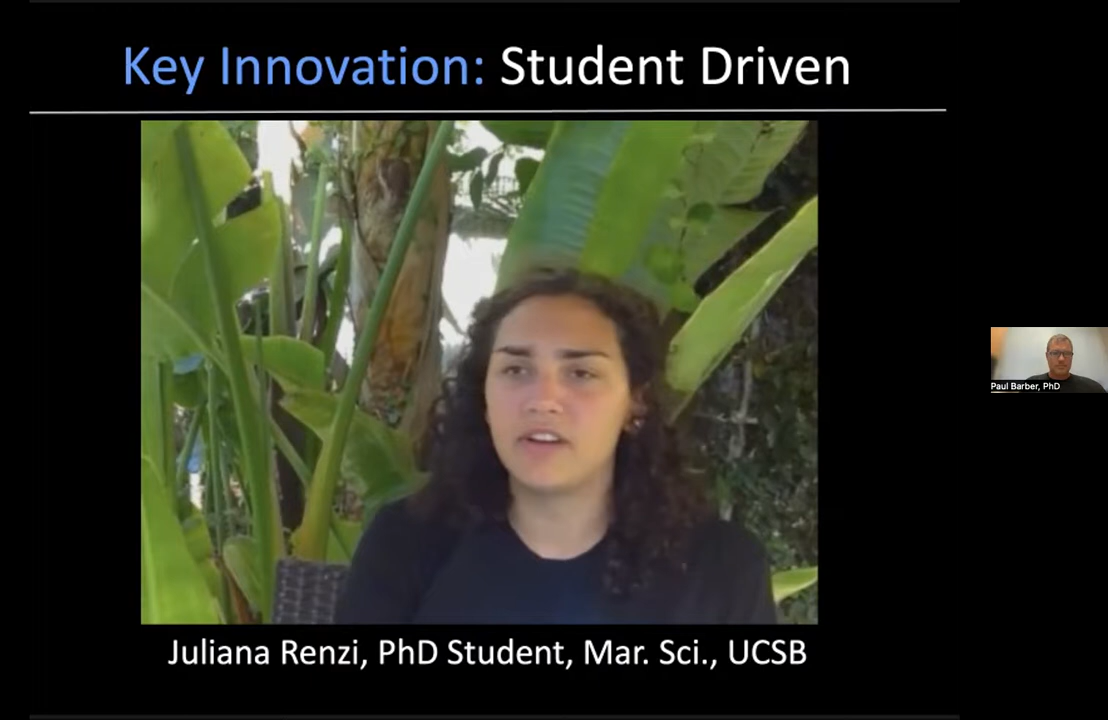 Key Innovation: Student Driven
Paul Barber, PhD
Juliana Renzi, PhD Student, Mar. Sci., UCSB